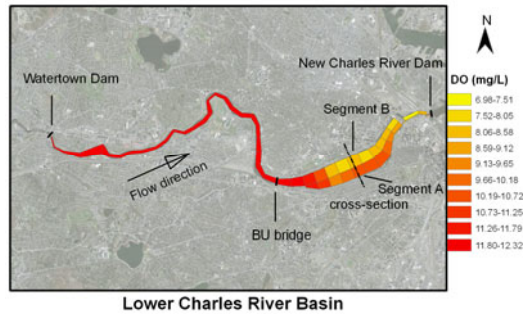 N
New Charles River Dam
DO (mg/L)
Watertown Dam
Segment B
6.98-7.51
7.52-8.05
8.06-8.58
8.59-9.12
9.13-9.65
9.66-10.18
10.19-10.72
10.73-11.25
11.26-11.79
11.80-12.32
Flow direction
Segment A
cross-section
BU bridge
Lower Charles River Basin